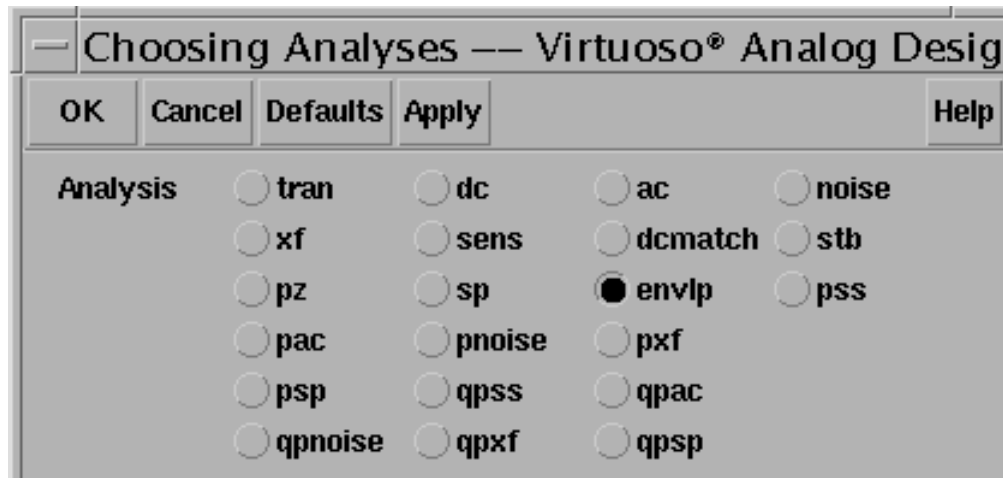 Choosing Analyses –– Virtuoso® Analog Desig
OK Cancel Defaults Apply Help
Analysis tran dc ac noise
xf sens dcmatch stb
pz sp envlp pss
pac pnoise pxf
psp qpss qpac
qpnoise qpxf qpsp